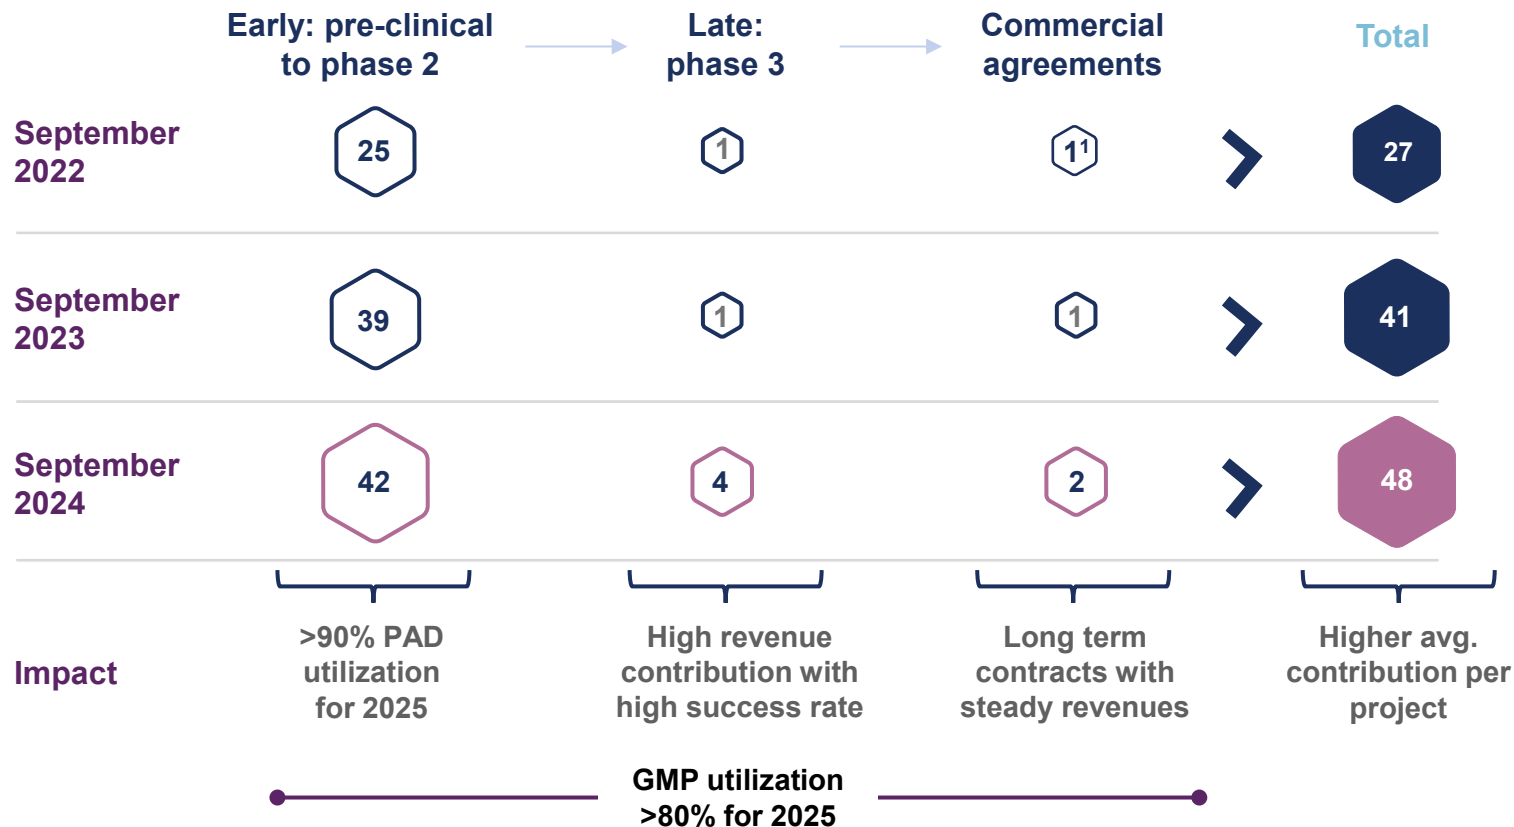 Early: pre-clinical
to phase 2
Late:
phase 3
Commercial
agreements
Total
September
2022
25
1
1¹
27
September
2023
39
1
1
41
September
2024
42
4
2
48
Impact
>90% PAD
utilization
for 2025
High revenue
contribution with
high success rate
Long term
contracts with
steady revenues
Higher avg.
contribution per
project
GMP utilization
>80% for 2025